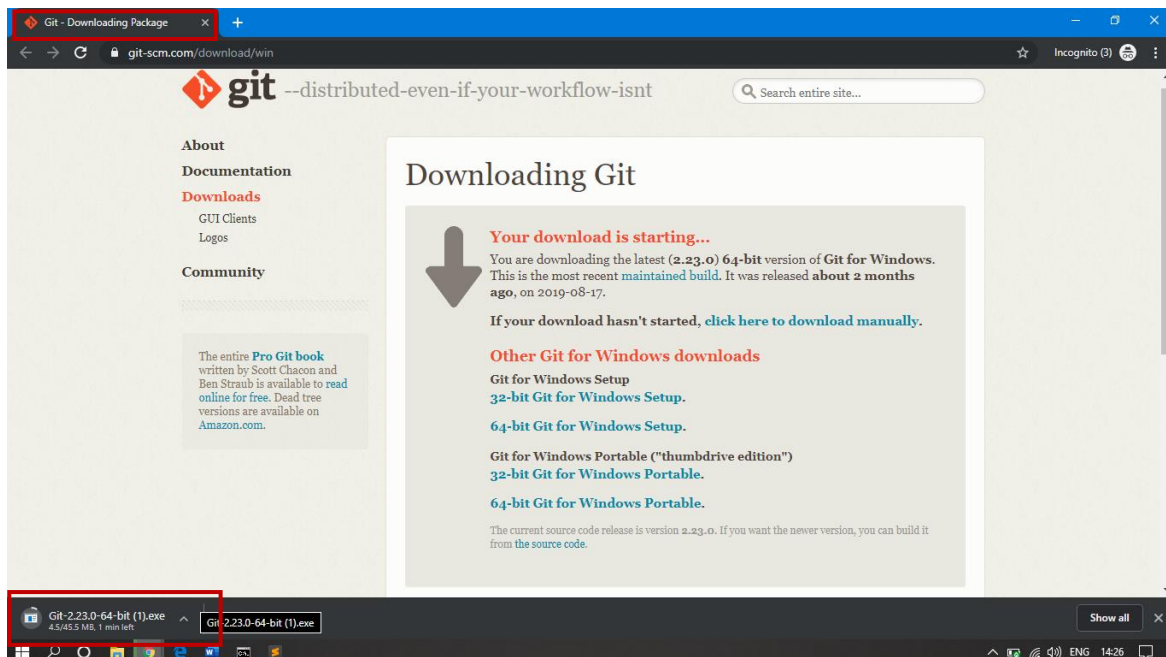 Git - Downloading Package
git-scm.com/download/win
Incognito (3)
git --distributed-even-if-your-workflow-isnt
Search entire site...
About
Documentation
Downloads
GUI Clients
Logos
Community
The entire Pro Git book
written by Scott Chacon and
Ben Straub is available to read
online for free. Dead tree
versions are available on
Amazon.com.
Downloading Git
Your download is starting...
You are downloading the latest (2.23.0) 64-bit version of Git for Windows.
This is the most recent maintained build. It was released about 2 months
ago, on 2019-08-17.
If your download hasn't started, click here to download manually.
Other Git for Windows downloads
Git for Windows Setup
32-bit Git for Windows Setup.
64-bit Git for Windows Setup.
Git for Windows Portable ("thumbdrive edition")
32-bit Git for Windows Portable.
64-bit Git for Windows Portable.
The current source code release is version 2.23.0. If you want the newer version, you can build it
from the source code.
Git-2.23.0-64-bit (1).exe
4.5/45.5 MB, 1 min left
Git-2.23.0-64-bit (1).exe
Show all
ENG 14:26